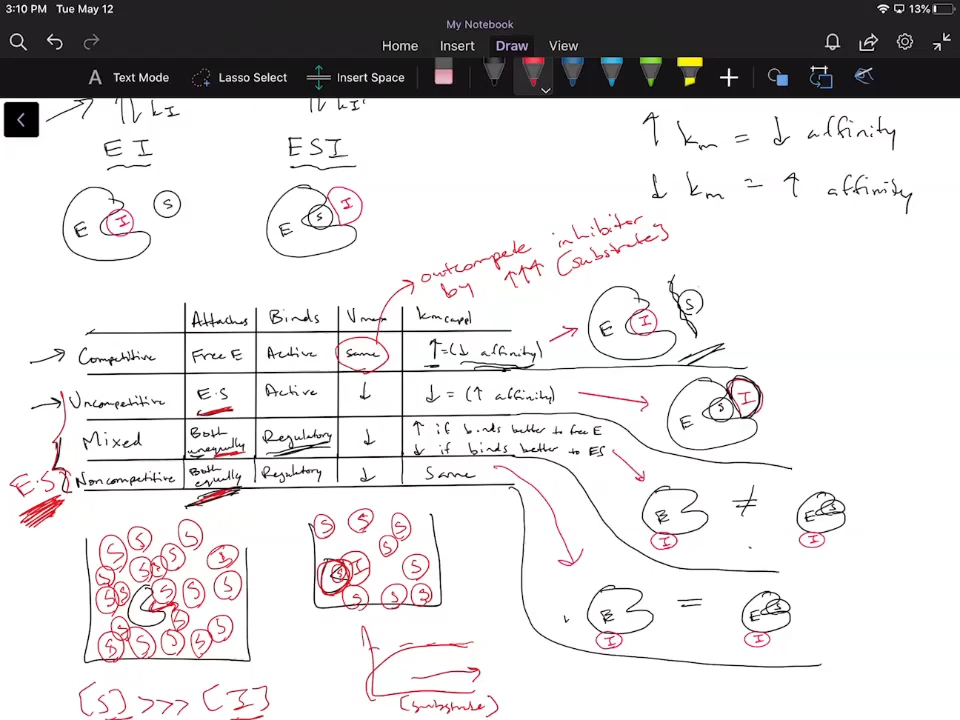 3:10 PM Tue May 12
13%
My Notebook
Home Insert Draw View
Text Mode Lasso Select Insert Space
kI kI'
EI ESI
↑ km = ↓ affinity
↓ km = ↑ affinity
E I S
E S I
outcompete inhibitor
by ↑↑↑ [substrate]
Attaches Binds Vmax km(app)
Competitive Free E Active same ↑=(↓ affinity)
Uncompetitive E.S Active ↓ ↓ = (↑ affinity)
Mixed Both unequally Regulatory ↓ ↑ if binds better to free E
↓ if binds better to ES
Noncompetitive Both equally Regulatory ↓ Same
E.S
E I S
E S I
E I ≠ E S I
E I = E S I
S S S S S I S S S S S S S S S S S S
S S S S S I S S S S
[S] >>> [I]
[substrate]